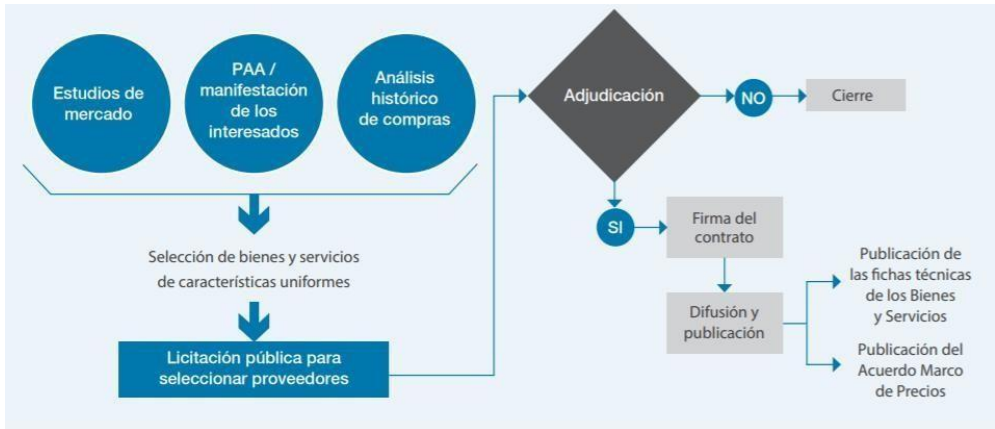 Estudios de
mercado
PAA /
manifestación
de los
interesados
Análisis
histórico
de compras
Selección de bienes y servicios
de características uniformes
Licitación pública para
seleccionar proveedores
Adjudicación
NO
Cierre
SI
Firma del
contrato
Difusión y
publicación
Publicación de
las fichas técnicas
de los Bienes
y Servicios
Publicación del
Acuerdo Marco
de Precios